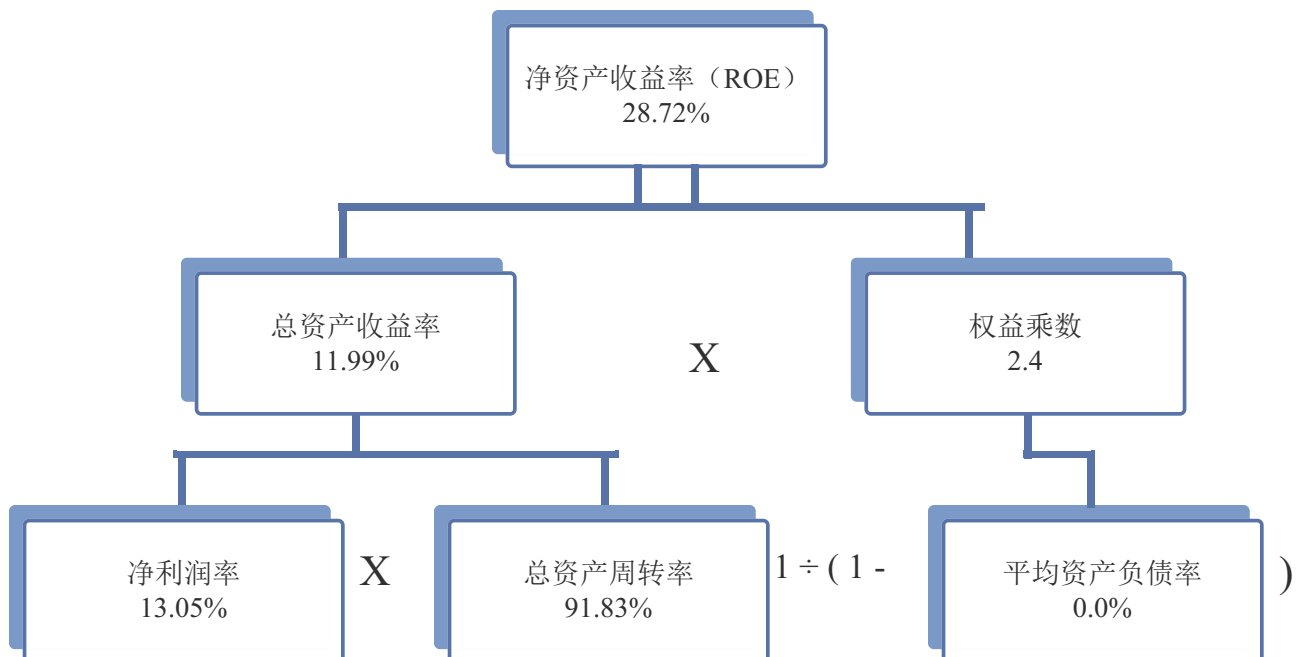 净资产收益率（ROE）
28.72%
总资产收益率
11.99%
X
权益乘数
2.4
净利润率
13.05%
X
总资产周转率
91.83%
1 ÷ ( 1 -
平均资产负债率
0.0%
)